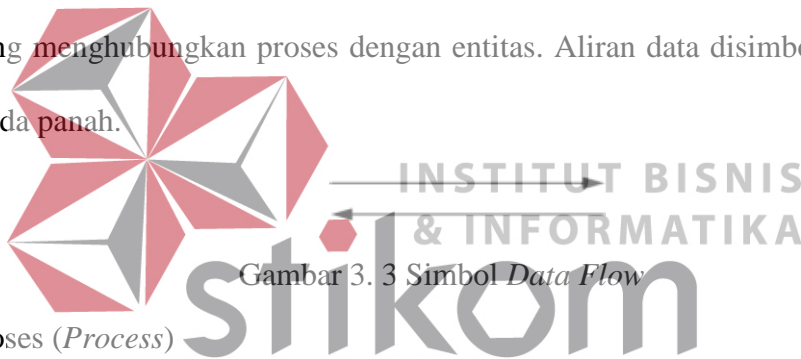 ng menghubungkan proses dengan entitas. Aliran data disimbo
da panah.
INSTITUT BISNIS
& INFORMATIKA
stikom
Gambar 3. 3 Simbol Data Flow
oses (Process)